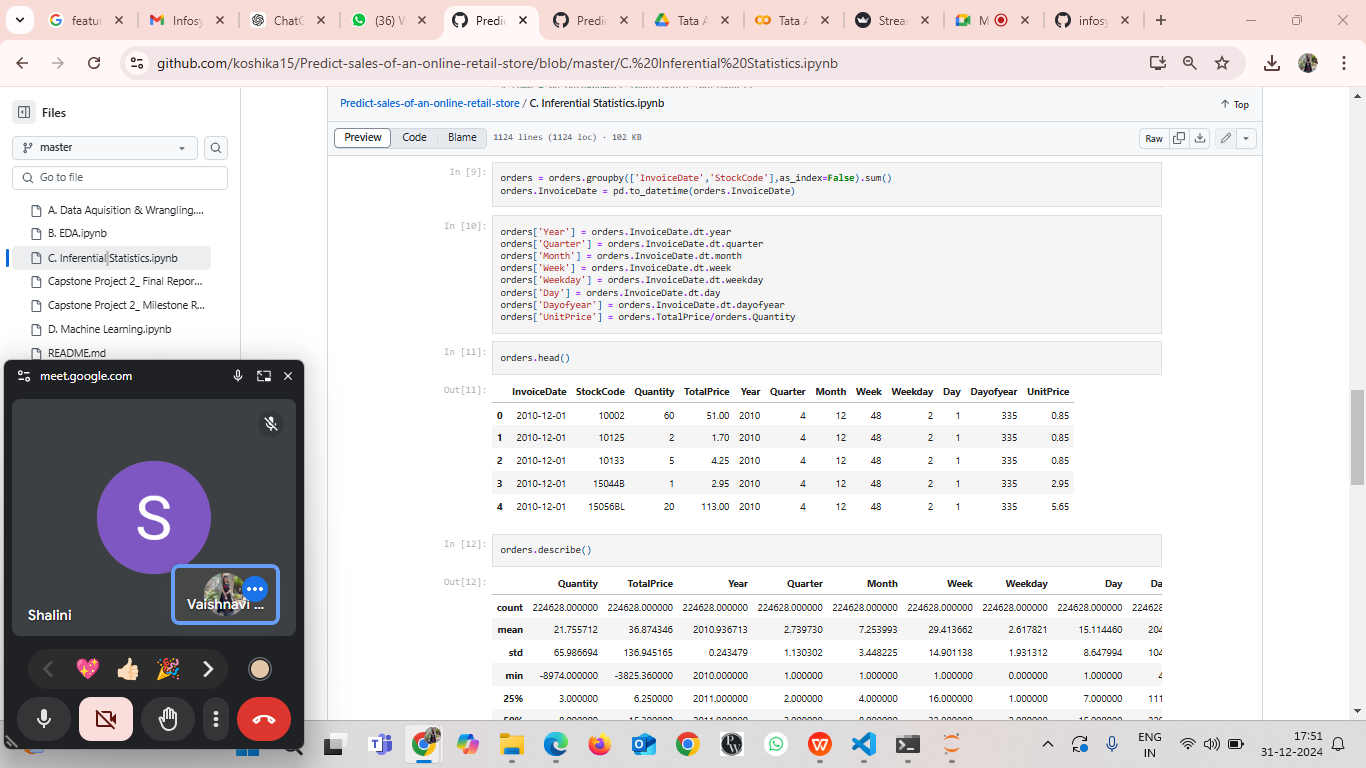 featur
Infosy
ChatG
(36) W
Predic
Predic
Tata A
Tata A
Stream
M
infosy
github.com/koshika15/Predict-sales-of-an-online-retail-store/blob/master/C.%20Inferential%20Statistics.ipynb
Files
master
Go to file
A. Data Aquisition & Wrangling....
B. EDA.ipynb
C. Inferential Statistics.ipynb
Capstone Project 2_ Final Repor...
Capstone Project 2_ Milestone R...
D. Machine Learning.ipynb
README.md
Predict-sales-of-an-online-retail-store / C. Inferential Statistics.ipynb
Top
Preview Code Blame 1124 lines (1124 loc) · 102 KB
Raw
In [9]:
orders = orders.groupby(['InvoiceDate','StockCode'],as_index=False).sum()
orders.InvoiceDate = pd.to_datetime(orders.InvoiceDate)
In [10]:
orders['Year'] = orders.InvoiceDate.dt.year
orders['Quarter'] = orders.InvoiceDate.dt.quarter
orders['Month'] = orders.InvoiceDate.dt.month
orders['Week'] = orders.InvoiceDate.dt.week
orders['Weekday'] = orders.InvoiceDate.dt.weekday
orders['Day'] = orders.InvoiceDate.dt.day
orders['Dayofyear'] = orders.InvoiceDate.dt.dayofyear
orders['UnitPrice'] = orders.TotalPrice/orders.Quantity
In [11]:
orders.head()
Out[11]:
InvoiceDate StockCode Quantity TotalPrice Year Quarter Month Week Weekday Day Dayofyear UnitPrice
0 2010-12-01 10002 60 51.00 2010 4 12 48 2 1 335 0.85
1 2010-12-01 10125 2 1.70 2010 4 12 48 2 1 335 0.85
2 2010-12-01 10133 5 4.25 2010 4 12 48 2 1 335 0.85
3 2010-12-01 15044B 1 2.95 2010 4 12 48 2 1 335 2.95
4 2010-12-01 15056BL 20 113.00 2010 4 12 48 2 1 335 5.65
In [12]:
orders.describe()
Out[12]:
Quantity TotalPrice Year Quarter Month Week Weekday Day Da
count 224628.000000 224628.000000 224628.000000 224628.000000 224628.000000 224628.000000 224628.000000 224628.000000 22462
mean 21.755712 36.874346 2010.936713 2.739730 7.253993 29.413662 2.617821 15.114460 204
std 65.986694 136.945165 0.243479 1.130302 3.448225 14.901138 1.931312 8.647994 104
min -8974.000000 -3825.360000 2010.000000 1.000000 1.000000 1.000000 0.000000 1.000000 4
25% 3.000000 6.250000 2011.000000 2.000000 4.000000 16.000000 1.000000 7.000000 111
meet.google.com
S
Shalini
Vaishnavi ...
ENG
IN
17:51
31-12-2024